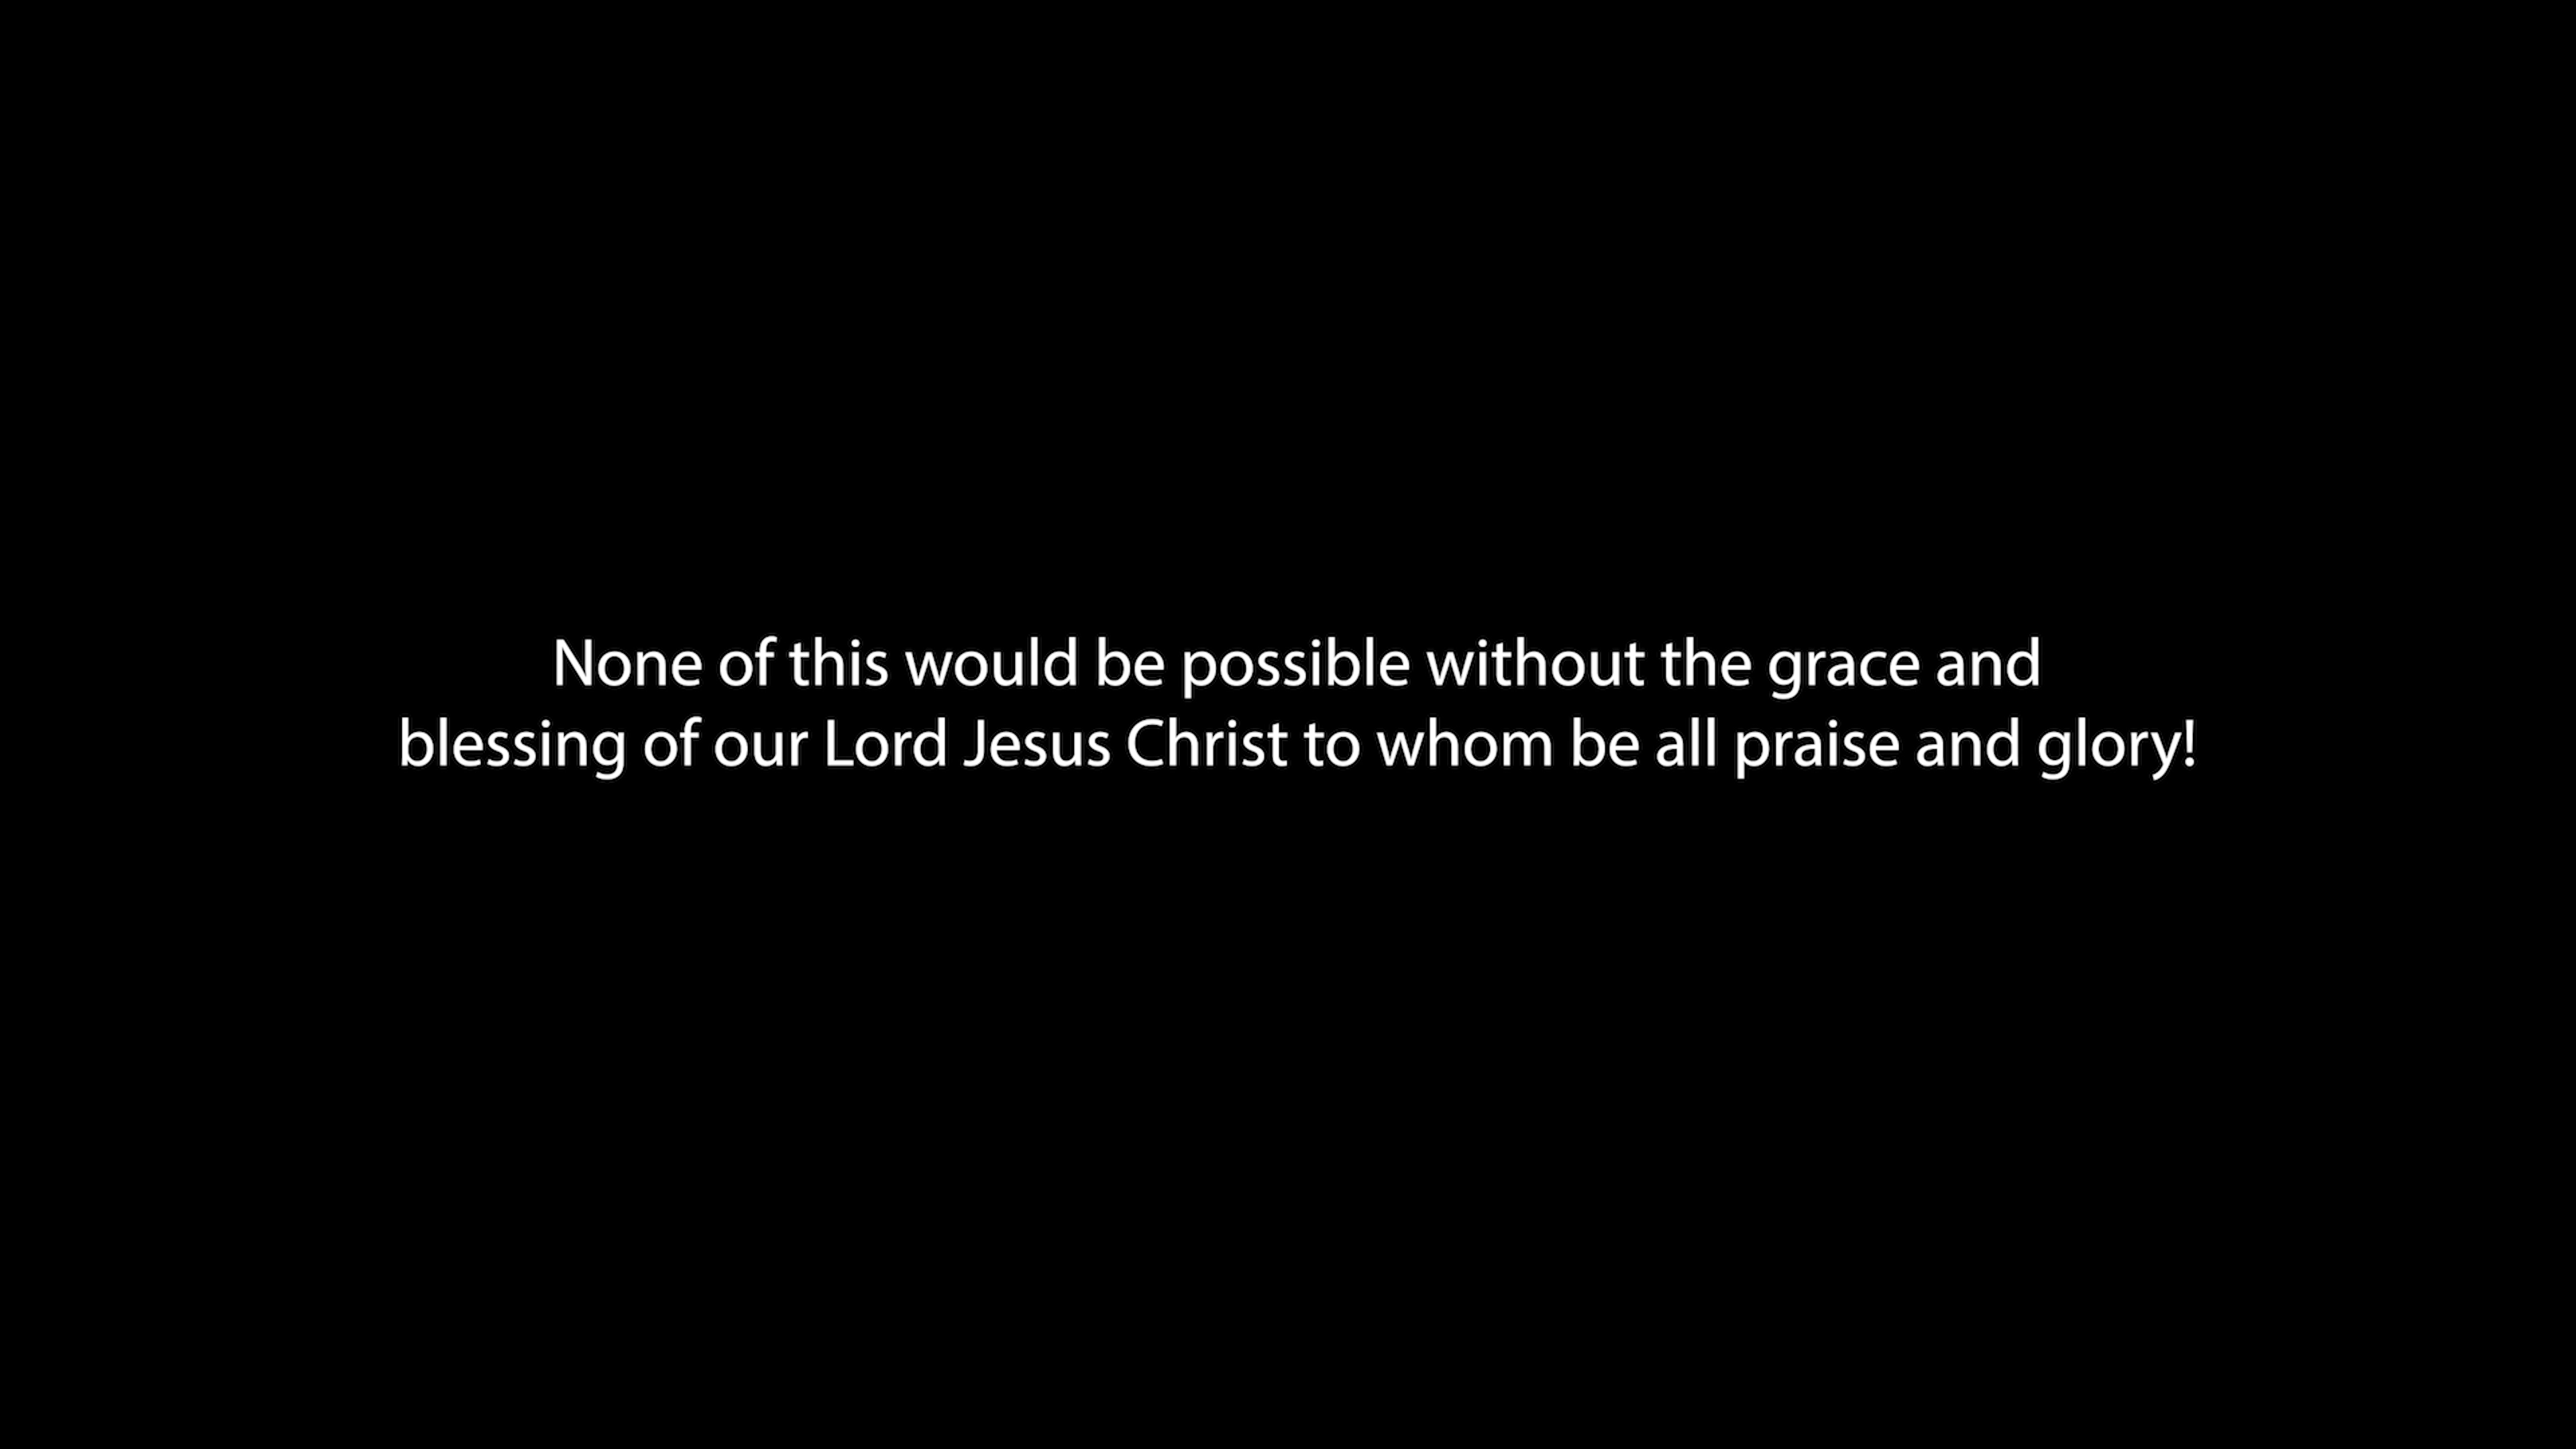 None of this would be possible without the grace and
blessing of our Lord Jesus Christ to whom be all praise and glory!